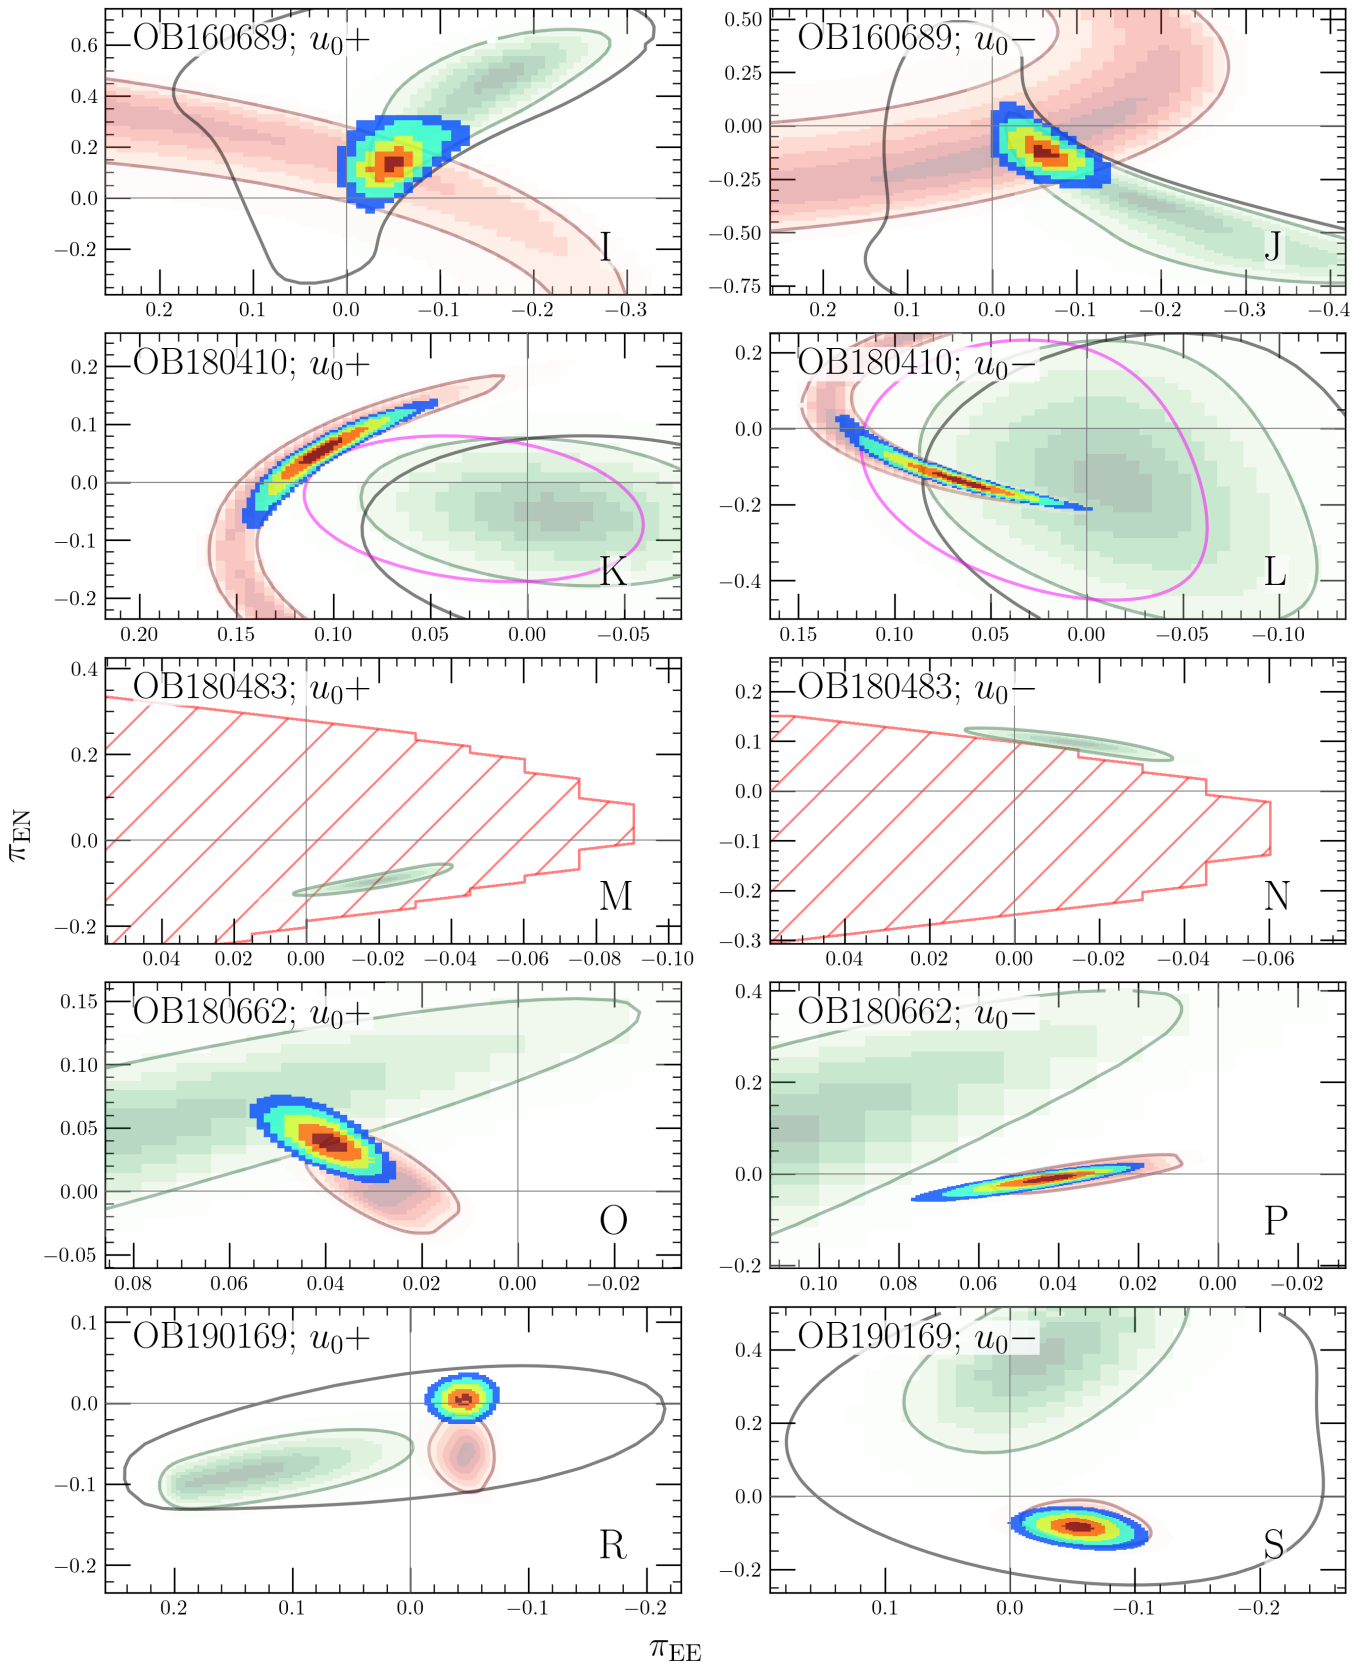 OB160689; u₀+
0.6
0.4
0.2
0.0
−0.2
I
0.2 0.1 0.0 −0.1 −0.2 −0.3
OB160689; u₀−
0.50
0.25
0.00
−0.25
−0.50
−0.75
J
0.2 0.1 0.0 −0.1 −0.2 −0.3 −0.4
OB180410; u₀+
0.2
0.1
0.0
−0.1
−0.2
K
0.20 0.15 0.10 0.05 0.00 −0.05
OB180410; u₀−
0.2
0.0
−0.2
−0.4
L
0.15 0.10 0.05 0.00 −0.05 −0.10
OB180483; u₀+
0.4
0.2
0.0
−0.2
M
0.04 0.02 0.00 −0.02 −0.04 −0.06 −0.08 −0.10
OB180483; u₀−
0.2
0.1
0.0
−0.1
−0.2
−0.3
N
0.04 0.02 0.00 −0.02 −0.04 −0.06
π_EN
OB180662; u₀+
0.15
0.10
0.05
0.00
−0.05
O
0.08 0.06 0.04 0.02 0.00 −0.02
OB180662; u₀−
0.4
0.2
0.0
−0.2
P
0.10 0.08 0.06 0.04 0.02 0.00 −0.02
OB190169; u₀+
0.1
0.0
−0.1
−0.2
R
0.2 0.1 0.0 −0.1 −0.2
OB190169; u₀−
0.4
0.2
0.0
−0.2
S
0.1 0.0 −0.1 −0.2
π_EE